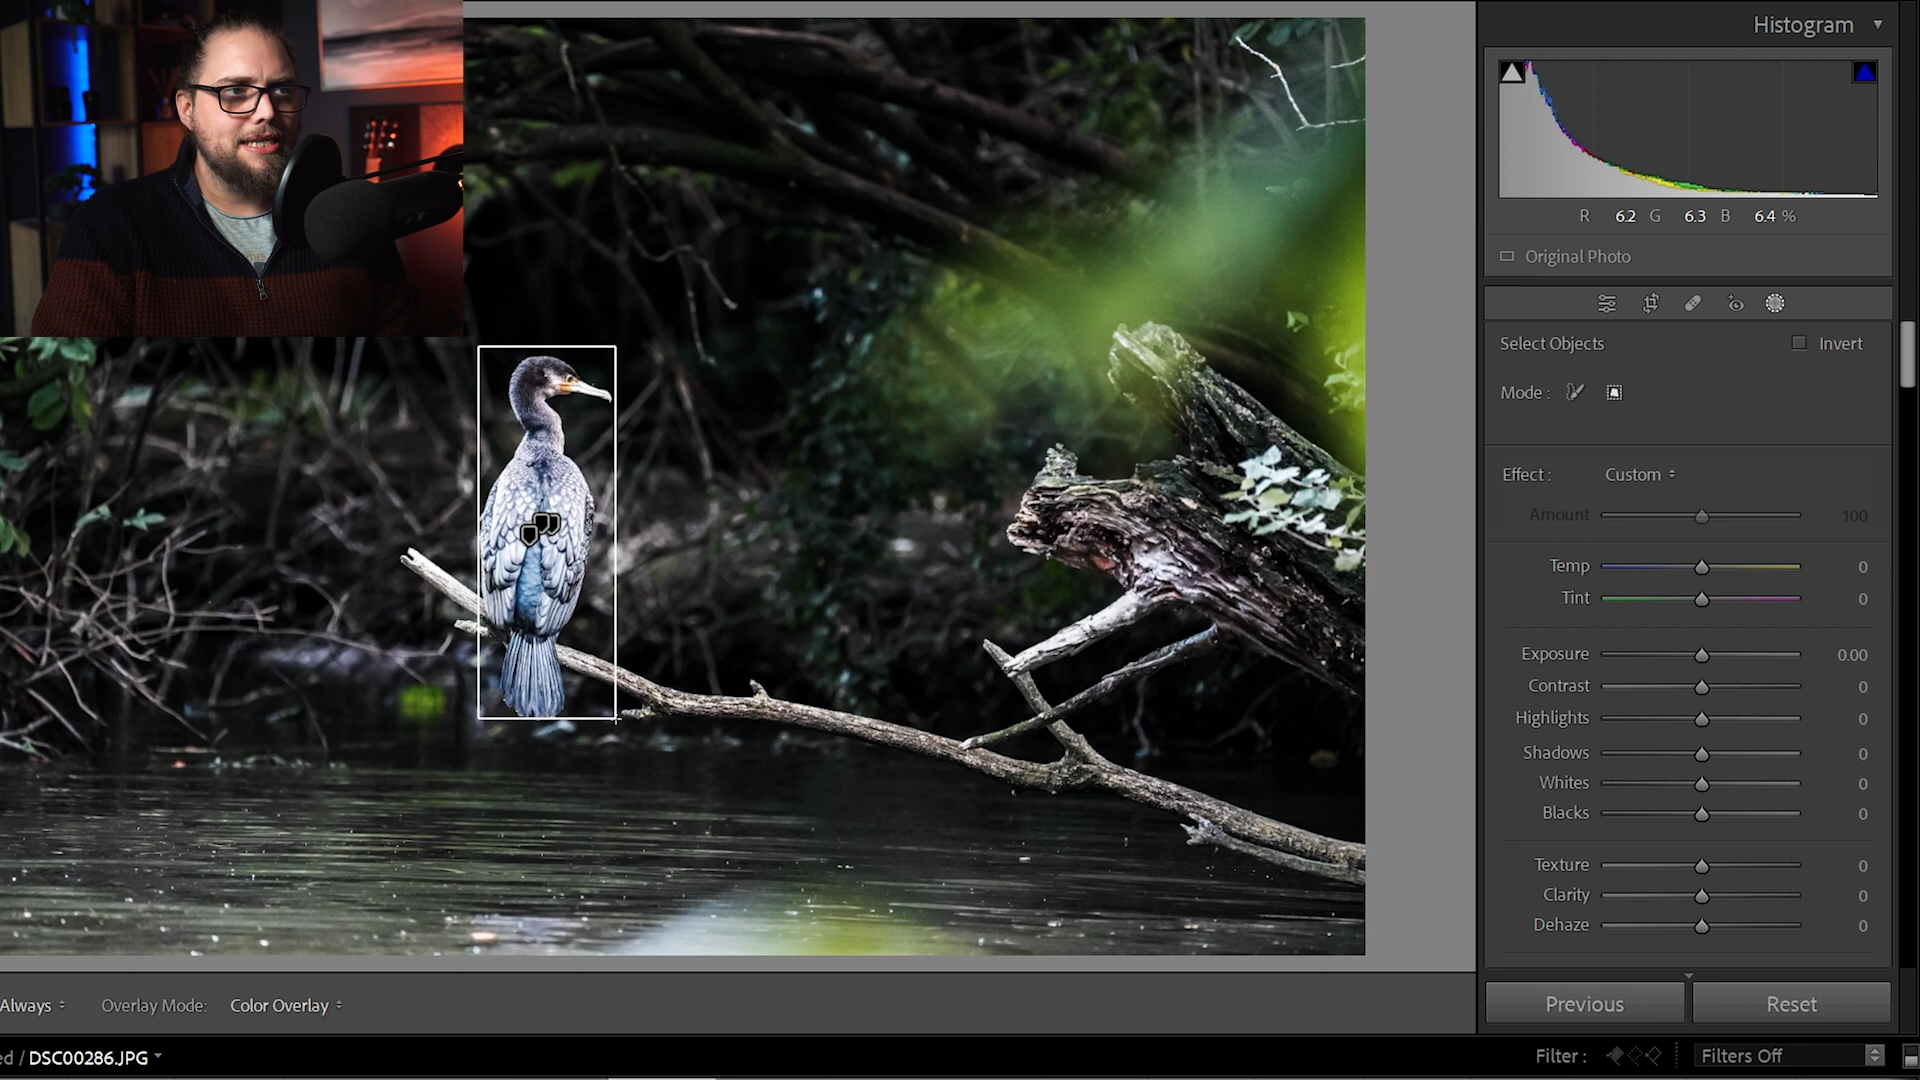 Histogram
R 6.2 G 6.3 B 6.4 %
Original Photo
Select Objects Invert
Mode :
Effect : Custom
Amount 100
Temp 0
Tint 0
Exposure 0.00
Contrast 0
Highlights 0
Shadows 0
Whites 0
Blacks 0
Texture 0
Clarity 0
Dehaze 0
Always Overlay Mode: Color Overlay
Previous Reset
ed / DSC00286.JPG
Filter : Filters Off